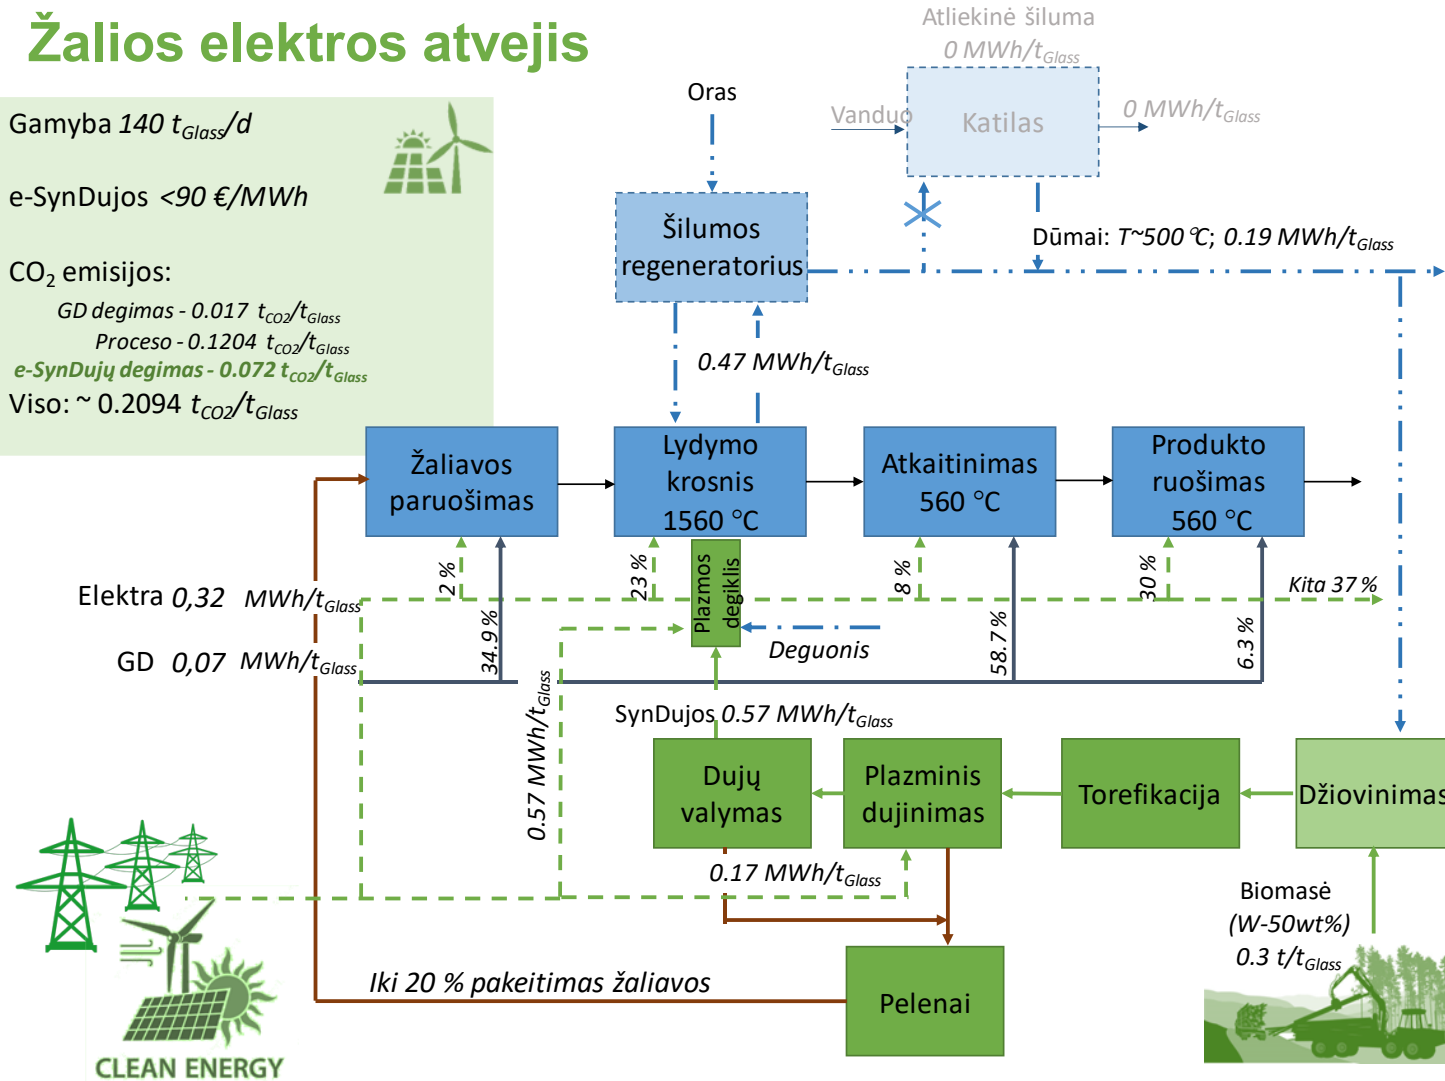 Žalios elektros atvejis
Atliekinė šiluma
0 MWh/tGlass
Oras
Vanduo
Katilas
0 MWh/tGlass
Gamyba 140 tGlass/d
e-SynDujos <90 €/MWh
CO2 emisijos:
GD degimas - 0.017 tCO2/tGlass
Proceso - 0.1204 tCO2/tGlass
e-SynDujų degimas - 0.072 tCO2/tGlass
Viso: ~ 0.2094 tCO2/tGlass
Šilumos
regeneratorius
Dūmai: T~500 °C; 0.19 MWh/tGlass
0.47 MWh/tGlass
Žaliavos
paruošimas
Lydymo
krosnis
1560 °C
Atkaitinimas
560 °C
Produkto
ruošimas
560 °C
2 %
23 %
Plazmos
degiklis
8 %
30 %
Kita 37 %
Elektra 0,32 MWh/tGlass
34.9 %
Deguonis
58.7 %
6.3 %
GD 0,07 MWh/tGlass
0.57 MWh/tGlass
SynDujos 0.57 MWh/tGlass
Dujų
valymas
Plazminis
dujinimas
Torefikacija
Džiovinimas
0.17 MWh/tGlass
Biomasė
(W-50wt%)
0.3 t/tGlass
Iki 20 % pakeitimas žaliavos
Pelenai
CLEAN ENERGY